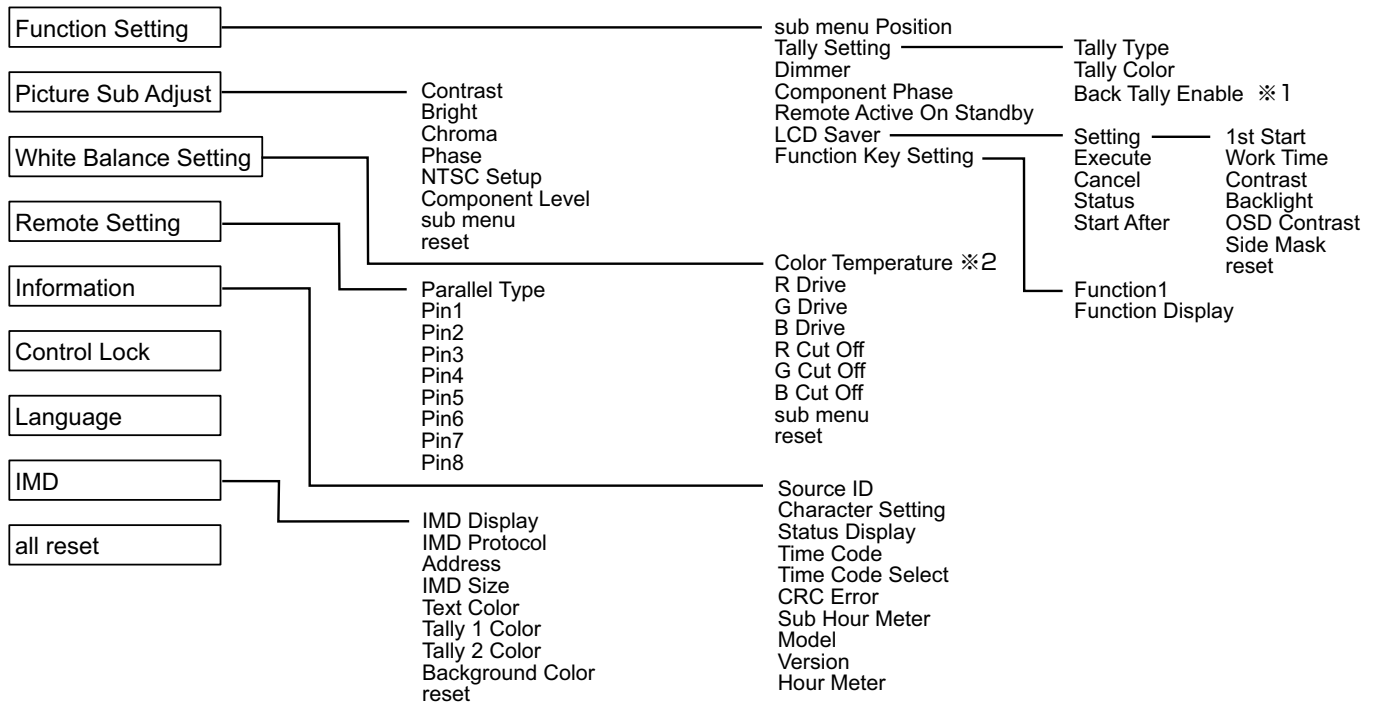 Function Setting
Picture Sub Adjust
White Balance Setting
Remote Setting
Information
Control Lock
Language
IMD
all reset
Contrast
Bright
Chroma
Phase
NTSC Setup
Component Level
sub menu
reset
Parallel Type
Pin1
Pin2
Pin3
Pin4
Pin5
Pin6
Pin7
Pin8
IMD Display
IMD Protocol
Address
IMD Size
Text Color
Tally 1 Color
Tally 2 Color
Background Color
reset
sub menu Position
Tally Setting
Dimmer
Component Phase
Remote Active On Standby
LCD Saver
Function Key Setting
Color Temperature ※2
R Drive
G Drive
B Drive
R Cut Off
G Cut Off
B Cut Off
sub menu
reset
Source ID
Character Setting
Status Display
Time Code
Time Code Select
CRC Error
Sub Hour Meter
Model
Version
Hour Meter
Tally Type
Tally Color
Back Tally Enable ※1
Setting
Execute
Cancel
Status
Start After
Function1
Function Display
1st Start
Work Time
Contrast
Backlight
OSD Contrast
Side Mask
reset